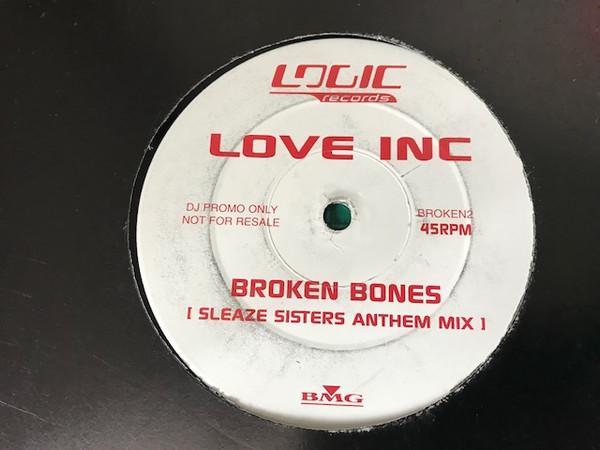 LOGIC
records
LOVE INC
DJ PROMO ONLY
NOT FOR RESALE
BROKEN2
45RPM
BROKEN BONES
[ SLEAZE SISTERS ANTHEM MIX ]
BMG